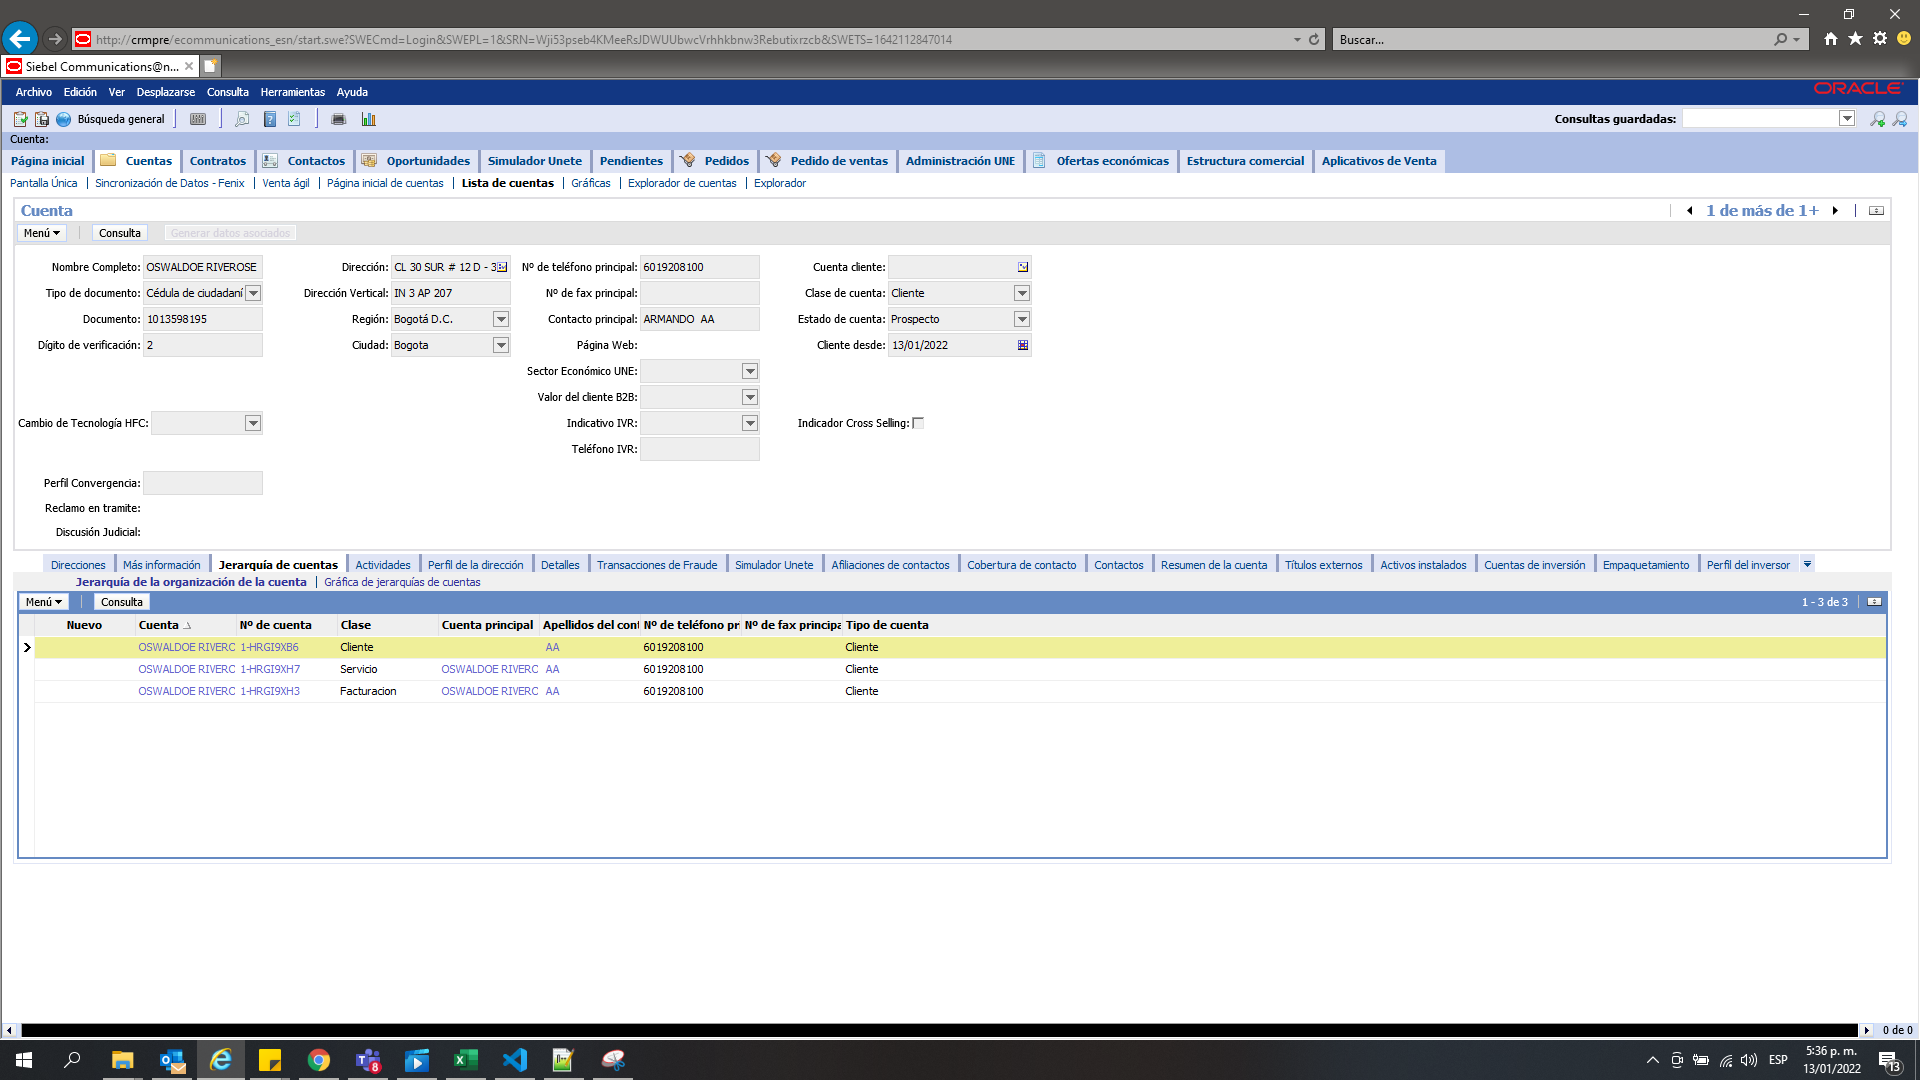 http://crmpre/ecommunications_esn/start.swe?SWECmd=Login&SWEPL=1&SRN=Wji53pseb4KMeeRsJDWUUbwcVrhhkbnw3Rebutixrzcb&SWETS=1642112847014
Buscar...
Siebel Communications@n...
Archivo Edición Ver Desplazarse Consulta Herramientas Ayuda
ORACLE
Búsqueda general
Consultas guardadas:
Cuenta:
Página inicial Cuentas Contratos Contactos Oportunidades Simulador Unete Pendientes Pedidos Pedido de ventas Administración UNE Ofertas económicas Estructura comercial Aplicativos de Venta
Pantalla Única Sincronización de Datos - Fenix Venta ágil Página inicial de cuentas Lista de cuentas Gráficas Explorador de cuentas Explorador
Cuenta
1 de más de 1+
Menú Consulta Generar datos asociados
Nombre Completo: OSWALDOE RIVEROSE Dirección: CL 30 SUR # 12 D - 3 Nº de teléfono principal: 6019208100 Cuenta cliente:
Tipo de documento: Cédula de ciudadaní Dirección Vertical: IN 3 AP 207 Nº de fax principal: Clase de cuenta: Cliente
Documento: 1013598195 Región: Bogotá D.C. Contacto principal: ARMANDO AA Estado de cuenta: Prospecto
Dígito de verificación: 2 Ciudad: Bogota Página Web: Cliente desde: 13/01/2022
Sector Económico UNE:
Valor del cliente B2B:
Cambio de Tecnología HFC: Indicativo IVR: Indicador Cross Selling:
Teléfono IVR:
Perfil Convergencia:
Reclamo en tramite:
Discusión Judicial:
Direcciones Más información Jerarquía de cuentas Actividades Perfil de la dirección Detalles Transacciones de Fraude Simulador Unete Afiliaciones de contactos Cobertura de contacto Contactos Resumen de la cuenta Títulos externos Activos instalados Cuentas de inversión Empaquetamiento Perfil del inversor
Jerarquía de la organización de la cuenta Gráfica de jerarquías de cuentas
Menú Consulta 1 - 3 de 3
Nuevo Cuenta Nº de cuenta Clase Cuenta principal Apellidos del con Nº de teléfono pr Nº de fax principa Tipo de cuenta
OSWALDOE RIVERC 1-HRGI9XB6 Cliente AA 6019208100 Cliente
OSWALDOE RIVERC 1-HRGI9XH7 Servicio OSWALDOE RIVERC AA 6019208100 Cliente
OSWALDOE RIVERC 1-HRGI9XH3 Facturacion OSWALDOE RIVERC AA 6019208100 Cliente
0 de 0
8
ESP
5:36 p. m.
13/01/2022
13